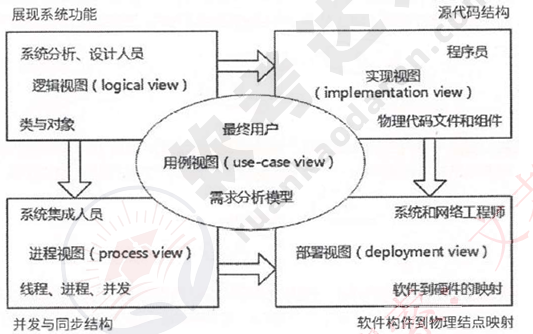 展现系统功能
源代码结构
系统分析、设计人员
逻辑视图（logical view）
类与对象
程序员
实现视图
（implementation view）
物理代码文件和组件
最终用户
用例视图（use-case view）
需求分析模型
系统集成人员
进程视图（process view）
线程、进程、并发
系统和网络工程师
部署视图（deployment view）
软件到硬件的映射
并发与同步结构
软件构件到物理结点映射
软考达人
ruankaodaren.com